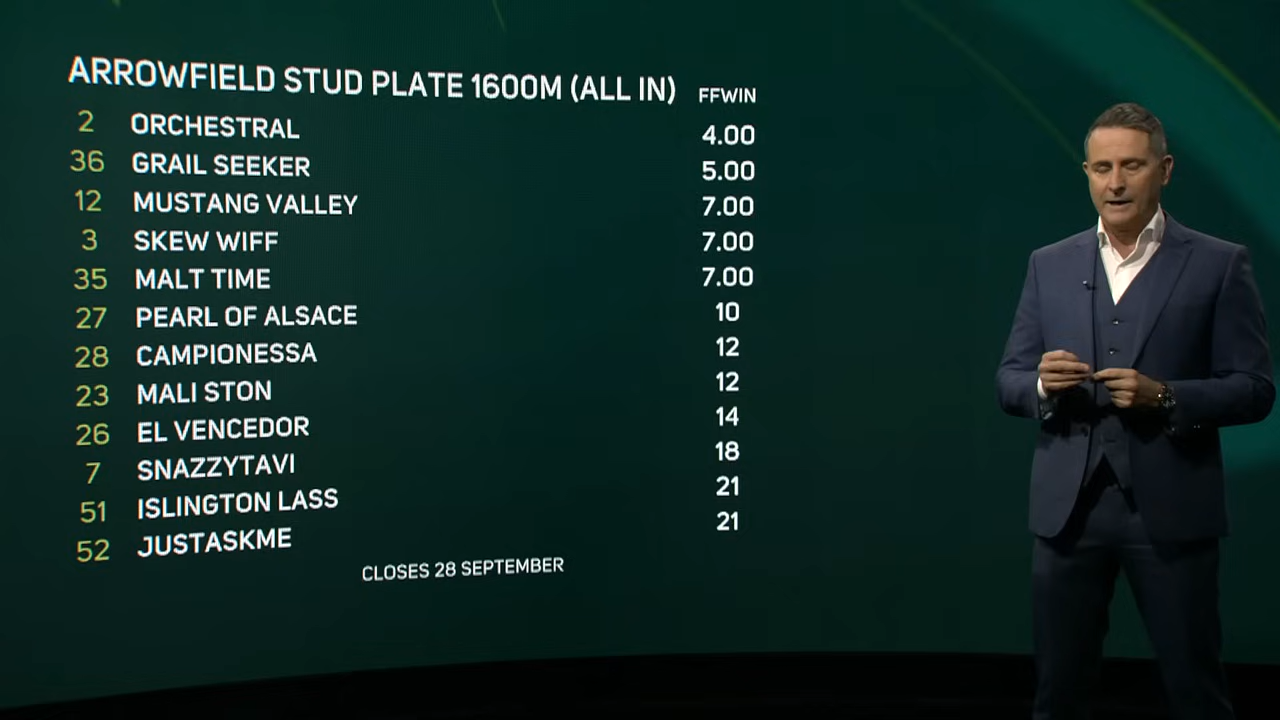 ARROWFIELD STUD PLATE 1600M (ALL IN) FFWIN
2 ORCHESTRAL 4.00
36 GRAIL SEEKER 5.00
12 MUSTANG VALLEY 7.00
3 SKEW WIFF 7.00
35 MALT TIME 7.00
27 PEARL OF ALSACE 10
28 CAMPIONESSA 12
23 MALI STON 12
26 EL VENCEDOR 14
7 SNAZZYTAVI 18
51 ISLINGTON LASS 21
52 JUSTASKME 21
CLOSES 28 SEPTEMBER